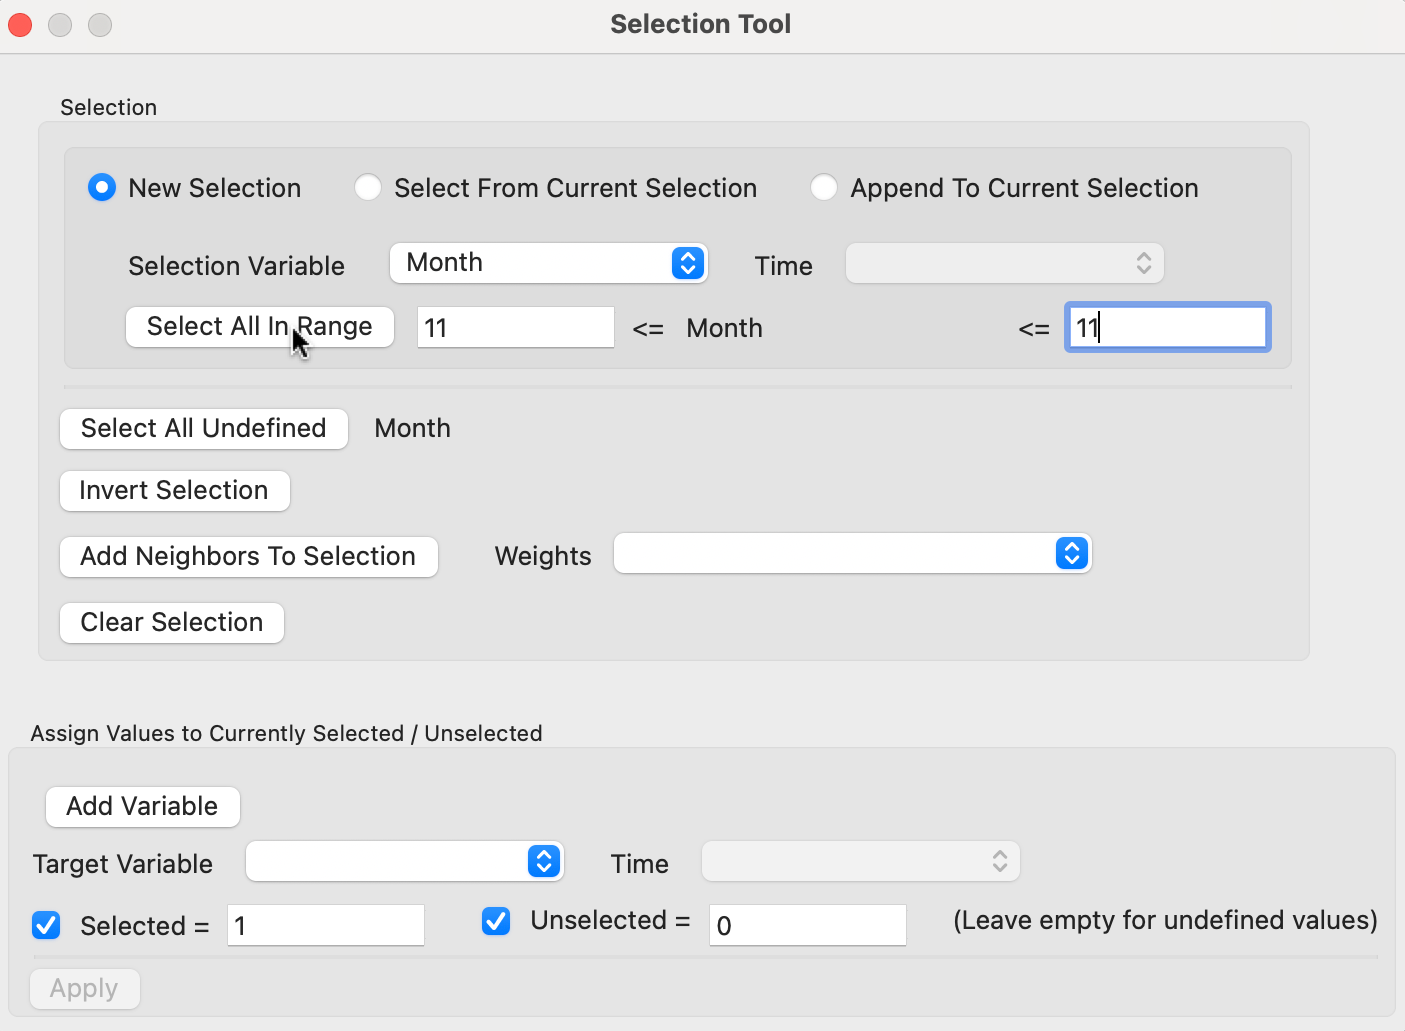 Selection Tool
Selection
New Selection Select From Current Selection Append To Current Selection
Selection Variable Month Time
Select All In Range 11 <= Month <= 11
Select All Undefined Month
Invert Selection
Add Neighbors To Selection Weights
Clear Selection
Assign Values to Currently Selected / Unselected
Add Variable
Target Variable Time
Selected = 1 Unselected = 0 (Leave empty for undefined values)
Apply